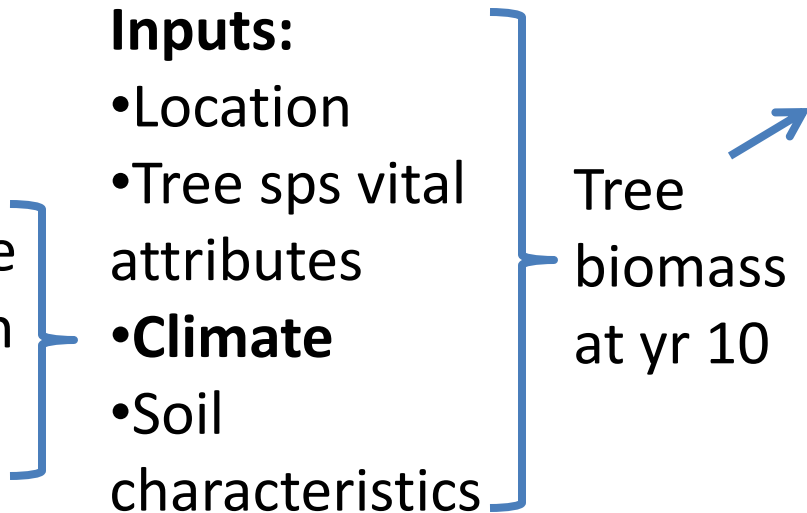 Inputs:
•Location
•Tree sps vital
attributes
•Climate
•Soil
characteristics
Tree
biomass
at yr 10